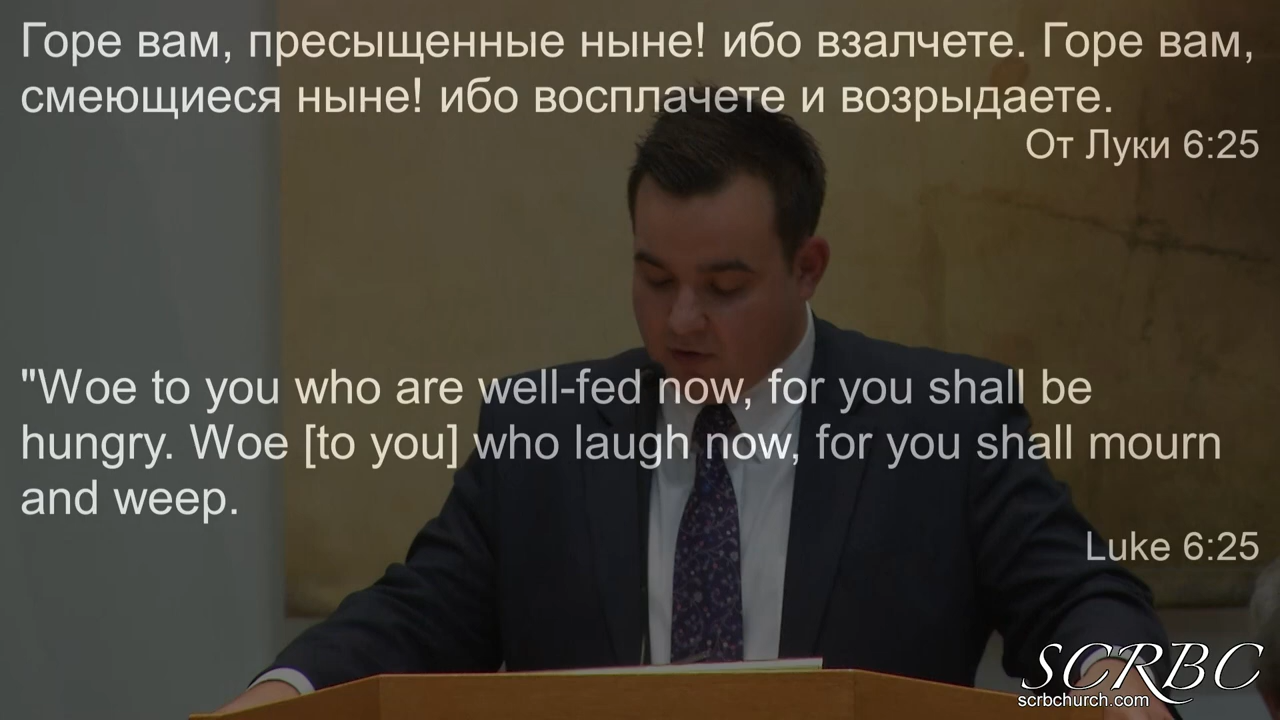 Горе вам, пресыщенные ныне! ибо взалчете. Горе вам,
смеющиеся ныне! ибо восплачете и возрыдаете.
От Луки 6:25
"Woe to you who are well-fed now, for you shall be
hungry. Woe [to you] who laugh now, for you shall mourn
and weep.
Luke 6:25
SCRBC
scrbchurch.com